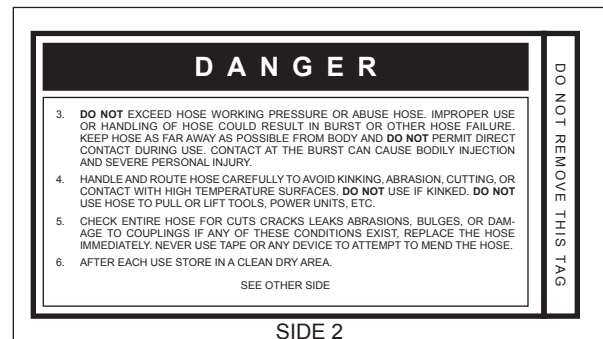 DANGER
3. DO NOT EXCEED HOSE WORKING PRESSURE OR ABUSE HOSE. IMPROPER USE
OR HANDLING OF HOSE COULD RESULT IN BURST OR OTHER HOSE FAILURE.
KEEP HOSE AS FAR AWAY AS POSSIBLE FROM BODY AND DO NOT PERMIT DIRECT
CONTACT DURING USE. CONTACT AT THE BURST CAN CAUSE BODILY INJECTION
AND SEVERE PERSONAL INJURY.
4. HANDLE AND ROUTE HOSE CAREFULLY TO AVOID KINKING, ABRASION, CUTTING, OR
CONTACT WITH HIGH TEMPERATURE SURFACES. DO NOT USE IF KINKED. DO NOT
USE HOSE TO PULL OR LIFT TOOLS, POWER UNITS, ETC.
5. CHECK ENTIRE HOSE FOR CUTS CRACKS LEAKS ABRASIONS, BULGES, OR DAM-
AGE TO COUPLINGS IF ANY OF THESE CONDITIONS EXIST, REPLACE THE HOSE
IMMEDIATELY. NEVER USE TAPE OR ANY DEVICE TO ATTEMPT TO MEND THE HOSE.
6. AFTER EACH USE STORE IN A CLEAN DRY AREA.
SEE OTHER SIDE
DO NOT REMOVE THIS TAG
SIDE 2